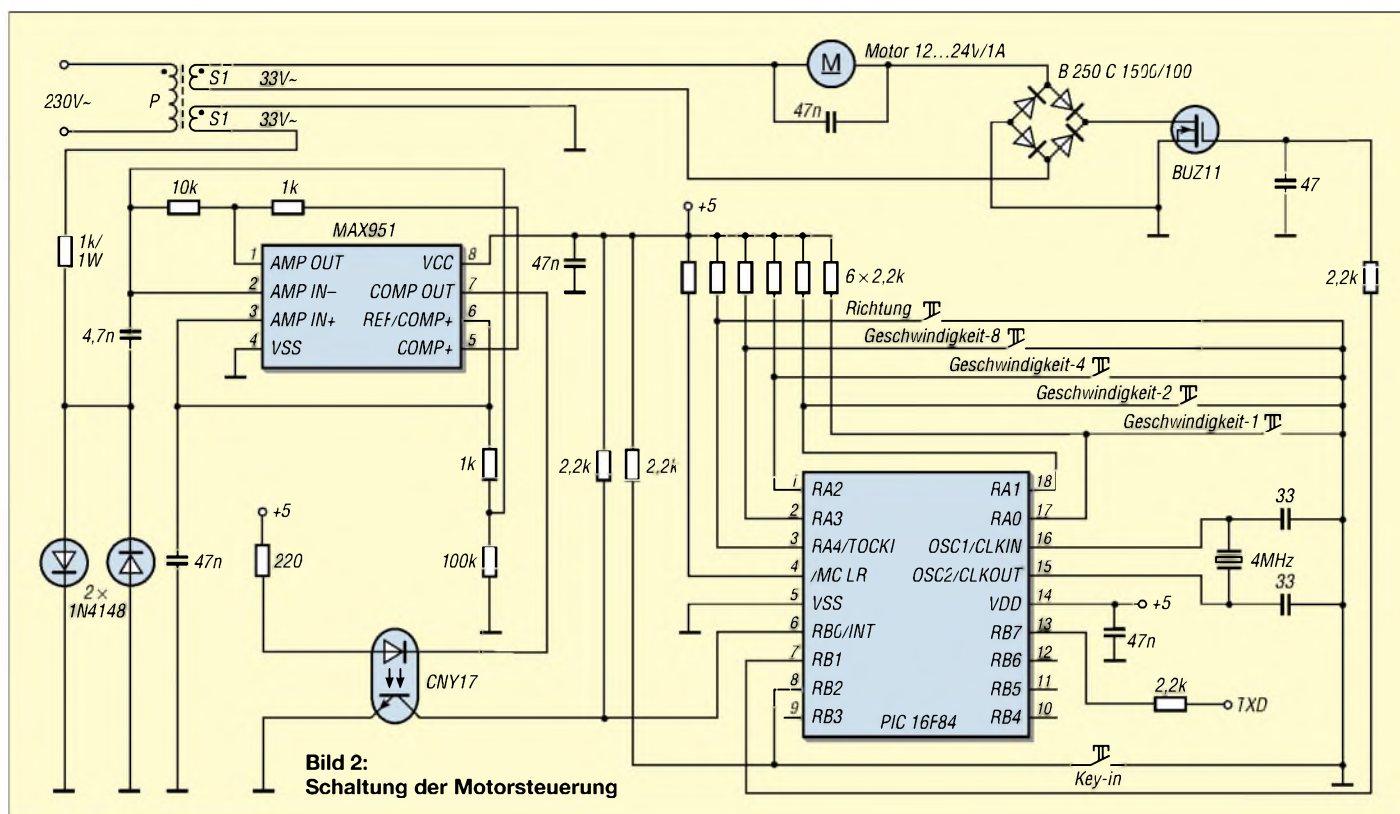 230V~
P
S1 33V~
S1 33V~
Motor 12...24V/1A
M
47n
B 250 C 1500/100
BUZ11
47
2,2k
10k
1k
1k/
1W
MAX951
1 AMP OUT
2 AMP IN–
3 AMP IN+
4 VSS
VCC 8
COMP OUT 7
REF/COMP+ 6
COMP+ 5
4,7n
47n
+5
6×2,2k
Richtung
Geschwindigkeit-8
Geschwindigkeit-4
Geschwindigkeit-2
Geschwindigkeit-1
1k
2,2k
2,2k
+5
220
100k
47n
2×
1N4148
CNY17
1 RA2
2 RA3
3 RA4/TOCKI
4 /MC LR
5 VSS
6 RB0/INT
7 RB1
8 RB2
9 RB3
RA1 18
RA0 17
OSC1/CLKIN 16
OSC2/CLKOUT 15
VDD 14
RB7 13
RB6 12
RB5 11
RB4 10
PIC 16F84
33
4MHz
33
+5
47n
2,2k
TXD
Key-in
Bild 2:
Schaltung der Motorsteuerung